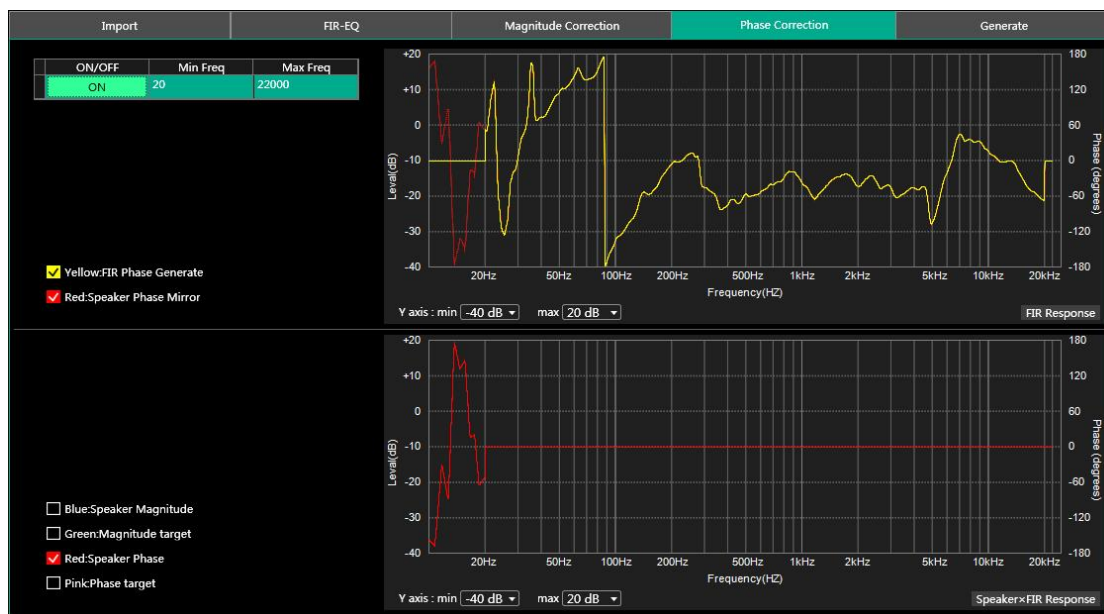 Import FIR-EQ Magnitude Correction Phase Correction Generate
ON/OFF Min Freq Max Freq
ON 20 22000
Yellow:FIR Phase Generate
Red:Speaker Phase Mirror
+20 180
+10 120
0 60
-10 0
-20 -60
-30 -120
-40 -180
Leval(dB)
Phase (degrees)
20Hz 50Hz 100Hz 200Hz 500Hz 1kHz 2kHz 5kHz 10kHz 20kHz
Frequency(HZ)
Y axis : min -40 dB max 20 dB FIR Response
+20 180
+10 120
0 60
-10 0
-20 -60
-30 -120
-40 -180
Leval(dB)
Phase (degrees)
20Hz 50Hz 100Hz 200Hz 500Hz 1kHz 2kHz 5kHz 10kHz 20kHz
Frequency(HZ)
Blue:Speaker Magnitude
Green:Magnitude target
Red:Speaker Phase
Pink:Phase target
Y axis : min -40 dB max 20 dB Speaker×FIR Response